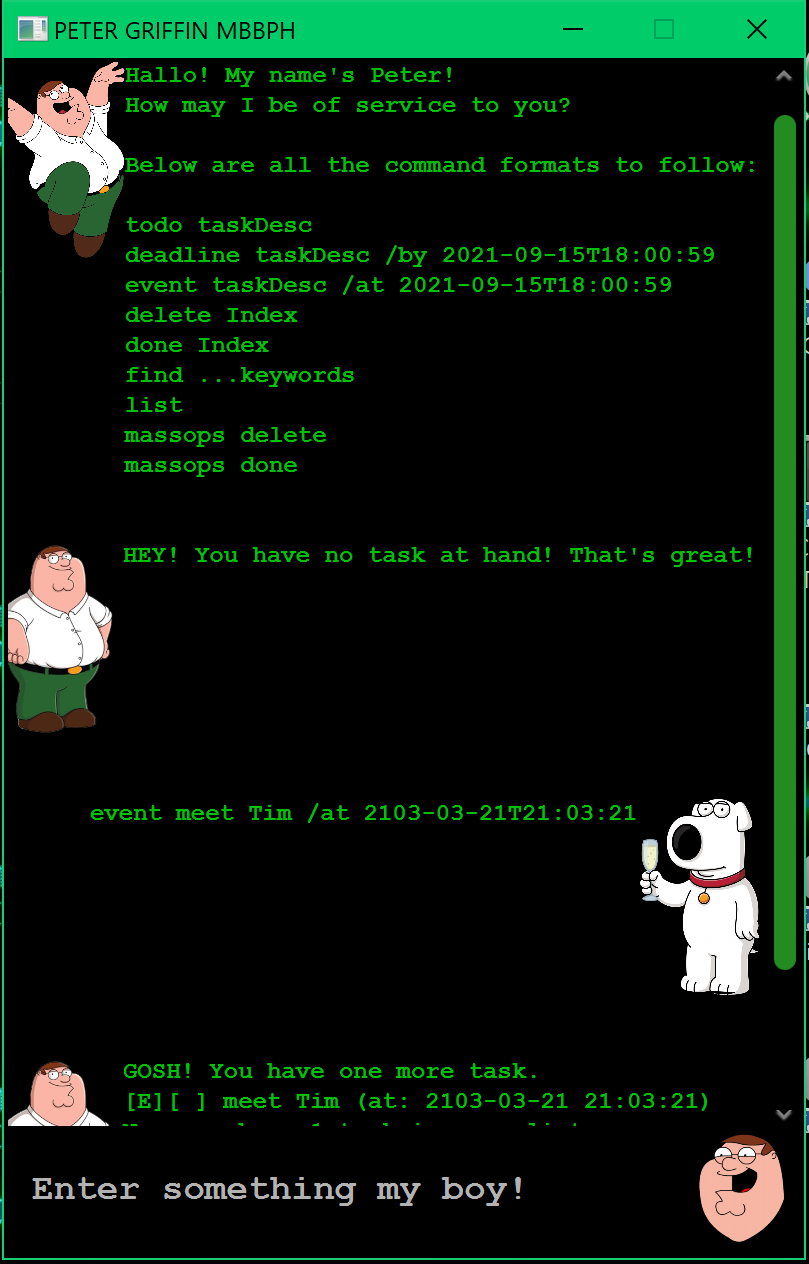 PETER GRIFFIN MBBPH
Hallo! My name's Peter!
How may I be of service to you?
Below are all the command formats to follow:
todo taskDesc
deadline taskDesc /by 2021-09-15T18:00:59
event taskDesc /at 2021-09-15T18:00:59
delete Index
done Index
find ...keywords
list
massops delete
massops done
HEY! You have no task at hand! That's great!
event meet Tim /at 2103-03-21T21:03:21
GOSH! You have one more task.
[E][ ] meet Tim (at: 2103-03-21 21:03:21)
Enter something my boy!